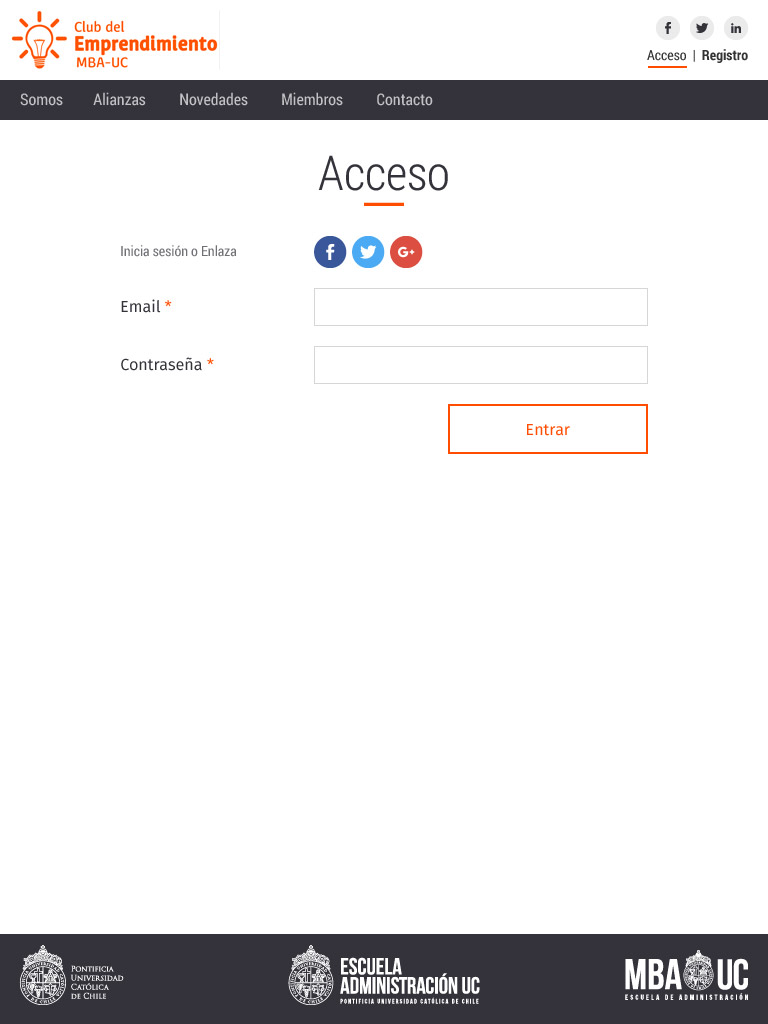 Club del
Emprendimiento
MBA-UC
Acceso | Registro
Somos Alianzas Novedades Miembros Contacto
Acceso
Inicia sesión o Enlaza
Email *
Contraseña *
Entrar
PONTIFICIA
UNIVERSIDAD
CATÓLICA
DE CHILE
ESCUELA
ADMINISTRACIÓN UC
PONTIFICIA UNIVERSIDAD CATÓLICA DE CHILE
MBA UC
ESCUELA DE ADMINISTRACIÓN